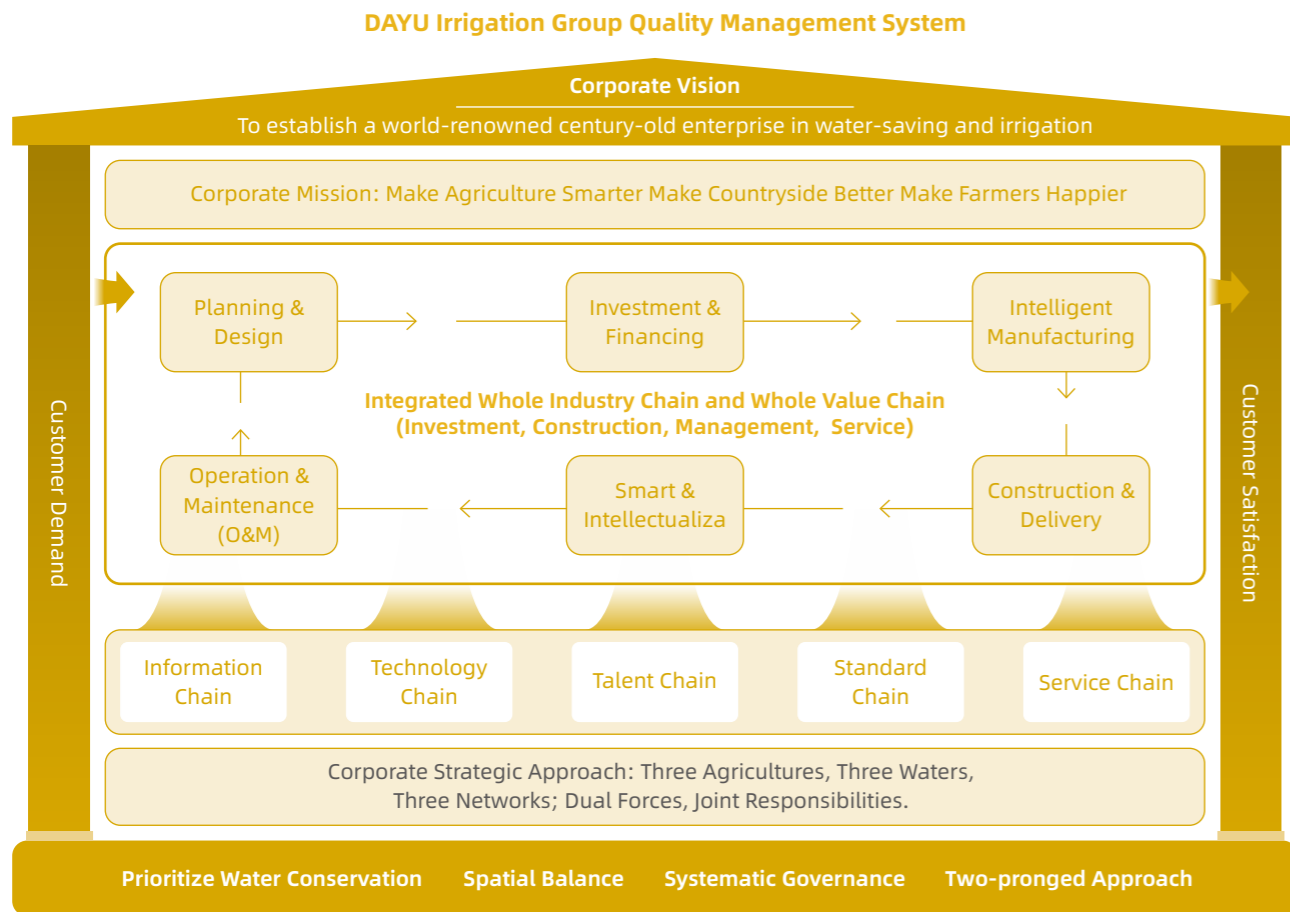 DAYU Irrigation Group Quality Management System
Corporate Vision
To establish a world-renowned century-old enterprise in water-saving and irrigation
Corporate Mission: Make Agriculture Smarter Make Countryside Better Make Farmers Happier
Customer Demand
Planning &
Design
Investment &
Financing
Intelligent
Manufacturing
Integrated Whole Industry Chain and Whole Value Chain
(Investment, Construction, Management, Service)
Operation &
Maintenance
(O&M)
Smart &
Intellectualiza
Construction &
Delivery
Customer Satisfaction
Information
Chain
Technology
Chain
Talent Chain
Standard
Chain
Service Chain
Corporate Strategic Approach: Three Agricultures, Three Waters,
Three Networks; Dual Forces, Joint Responsibilities.
Prioritize Water Conservation Spatial Balance Systematic Governance Two-pronged Approach